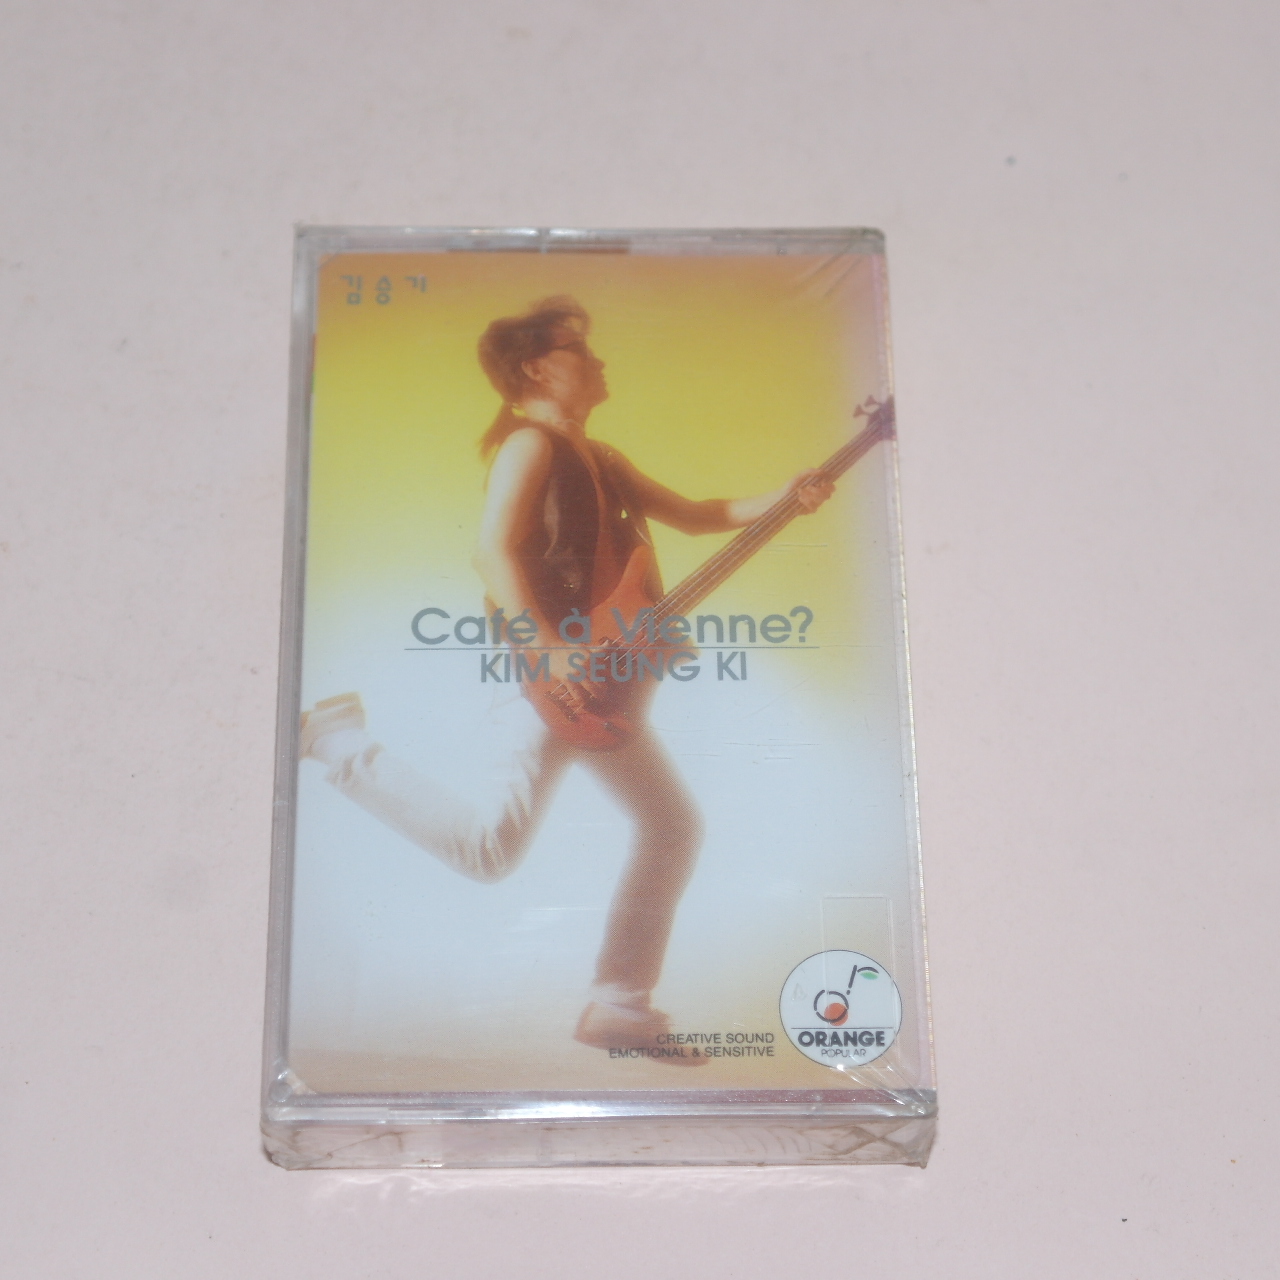 김승기
Café à Vienne?
KIM SEUNG KI
CREATIVE SOUND
EMOTIONAL & SENSITIVE
ORANGE
POPULAR